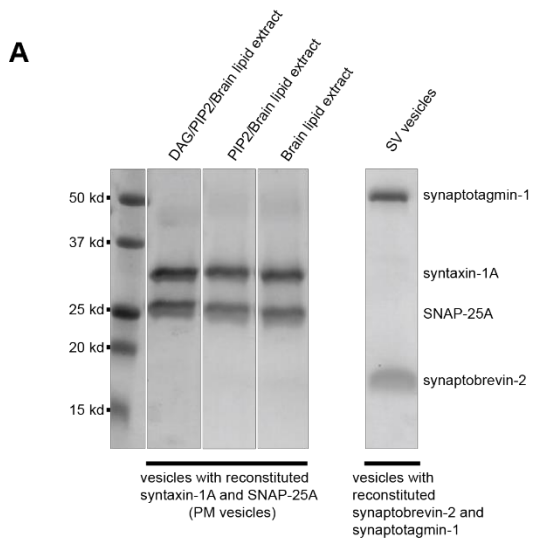 A
DAG/PIP2/Brain lipid extract
PIP2/Brain lipid extract
Brain lipid extract
SV vesicles
50 kd
37 kd
25 kd
20 kd
15 kd
synaptotagmin-1
syntaxin-1A
SNAP-25A
synaptobrevin-2
vesicles with reconstituted
syntaxin-1A and SNAP-25A
(PM vesicles)
vesicles with
reconstituted
synaptobrevin-2 and
synaptotagmin-1